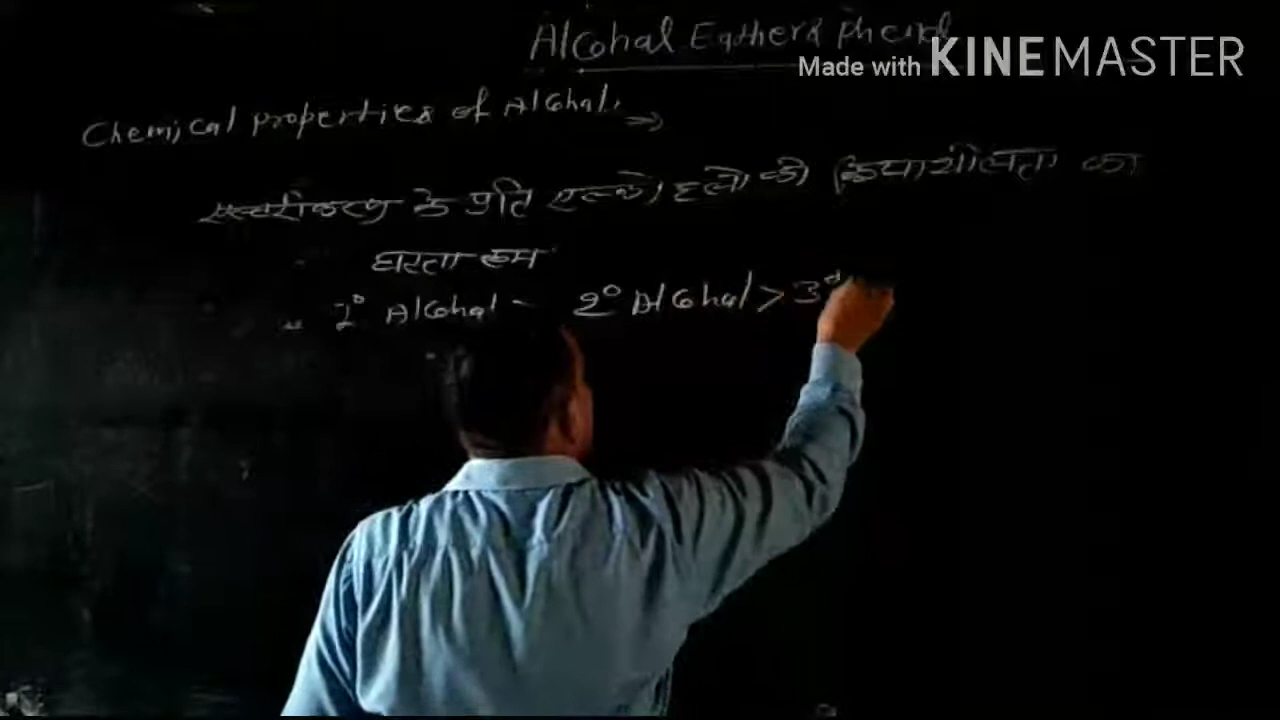 Alcohal Eather & phenol
Made with KINEMASTER
Chemical properties of Alcohal,
एस्टरीकरण के प्रति एल्कोहलो की क्रियाशीलता का
घटता क्रम
1° Alcohal - 2° Alcohal > 3°